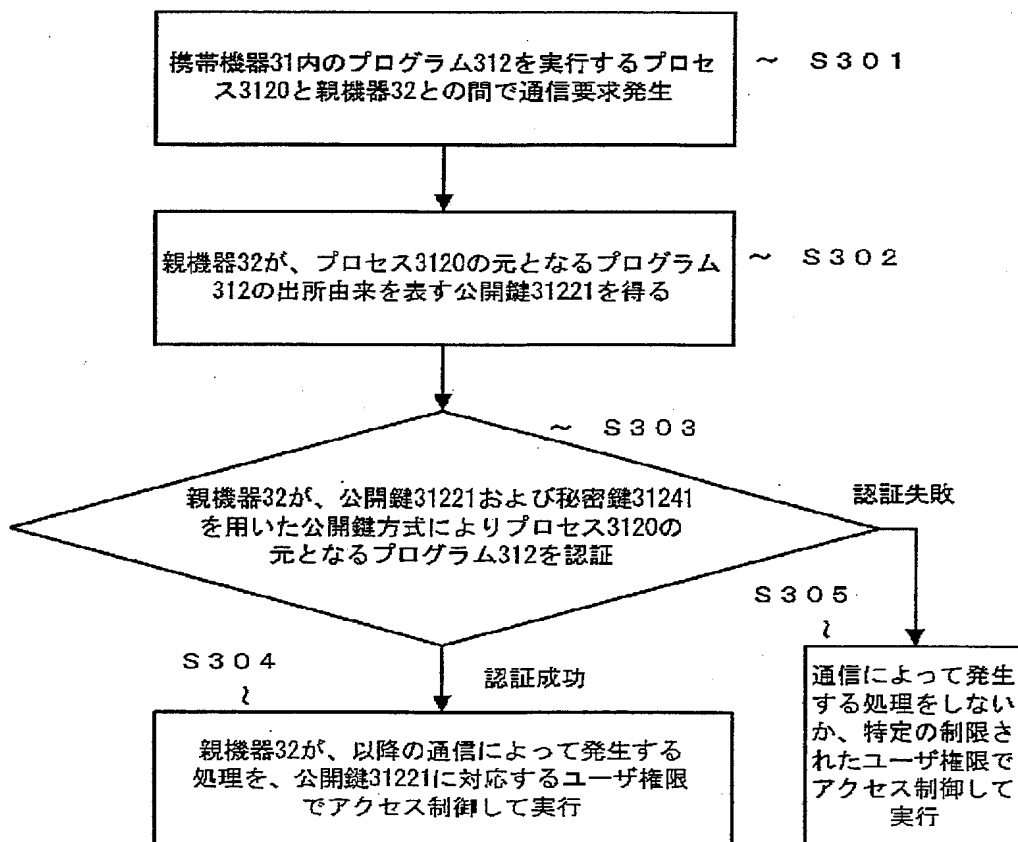 携帯機器31内のプログラム312を実行するプロセ
ス3120と親機器32との間で通信要求発生
～ S301
親機器32が、プロセス3120の元となるプログラム
312の出所由来を表す公開鍵31221を得る
～ S302
～ S303
親機器32が、公開鍵31221および秘密鍵31241
を用いた公開鍵方式によりプロセス3120の
元となるプログラム312を認証
認証失敗
S305
～
S304
～
認証成功
通信によって発生
する処理をしない
か、特定の制限さ
れたユーザ権限で
アクセス制御して
実行
親機器32が、以降の通信によって発生する
処理を、公開鍵31221に対応するユーザ権限
でアクセス制御して実行